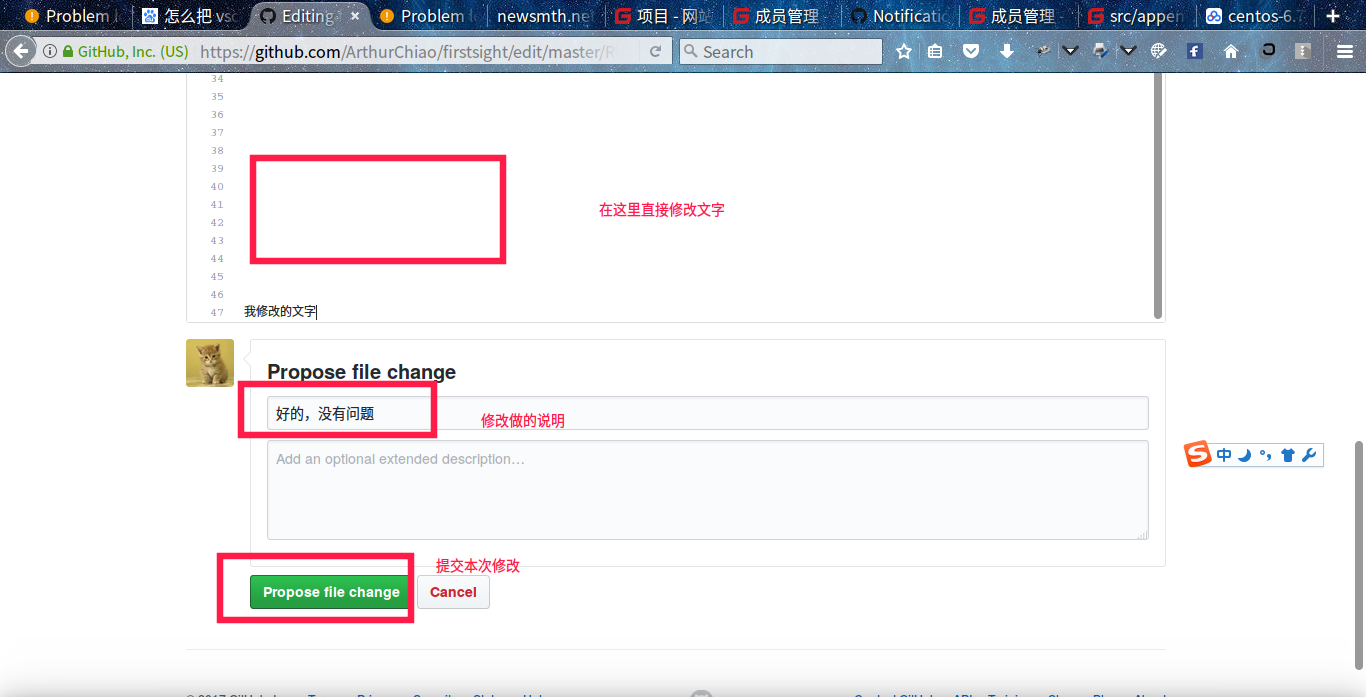 Problem
怎么把 vsc
Editing
Problem
newsmth.net
项目 - 网站
成员管理
Notificatio
成员管理 -
src/appen
centos-6.7
GitHub, Inc. (US)
https://github.com/ArthurChiao/firstsight/edit/master/R
Search
34
35
36
37
38
39
40
41
42
43
44
45
46
47 我修改的文字
在这里直接修改文字
Propose file change
好的，没有问题
修改做的说明
Add an optional extended description…
中
提交本次修改
Propose file change
Cancel